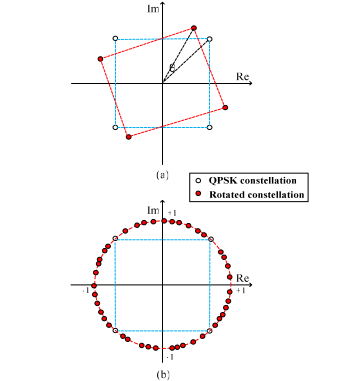 Im
Re
(a)
QPSK constellation
Rotated constellation
Im
+1
Re
-1
+1
-1
(b)